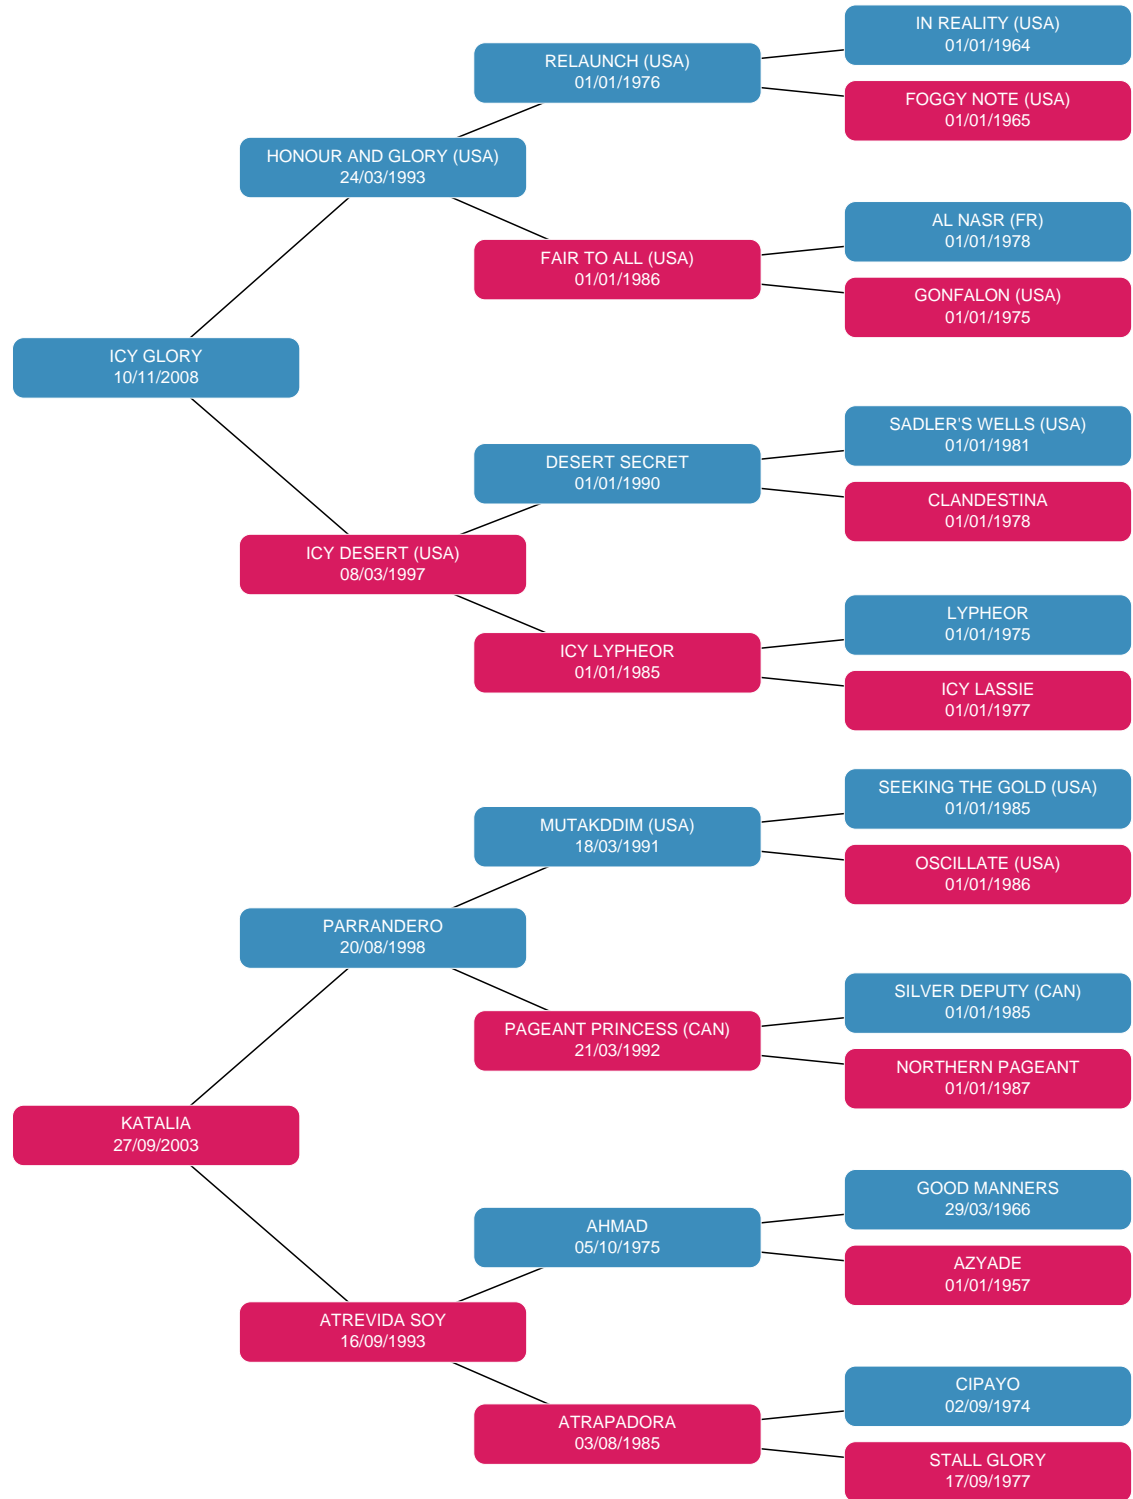 IN REALITY (USA)
01/01/1964
RELAUNCH (USA)
01/01/1976
FOGGY NOTE (USA)
01/01/1965
HONOUR AND GLORY (USA)
24/03/1993
AL NASR (FR)
01/01/1978
FAIR TO ALL (USA)
01/01/1986
GONFALON (USA)
01/01/1975
ICY GLORY
10/11/2008
SADLER'S WELLS (USA)
01/01/1981
DESERT SECRET
01/01/1990
CLANDESTINA
01/01/1978
ICY DESERT (USA)
08/03/1997
LYPHEOR
01/01/1975
ICY LYPHEOR
01/01/1985
ICY LASSIE
01/01/1977
SEEKING THE GOLD (USA)
01/01/1985
MUTAKDDIM (USA)
18/03/1991
OSCILLATE (USA)
01/01/1986
PARRANDERO
20/08/1998
SILVER DEPUTY (CAN)
01/01/1985
PAGEANT PRINCESS (CAN)
21/03/1992
NORTHERN PAGEANT
01/01/1987
KATALIA
27/09/2003
GOOD MANNERS
29/03/1966
AHMAD
05/10/1975
AZYADE
01/01/1957
ATREVIDA SOY
16/09/1993
CIPAYO
02/09/1974
ATRAPADORA
03/08/1985
STALL GLORY
17/09/1977